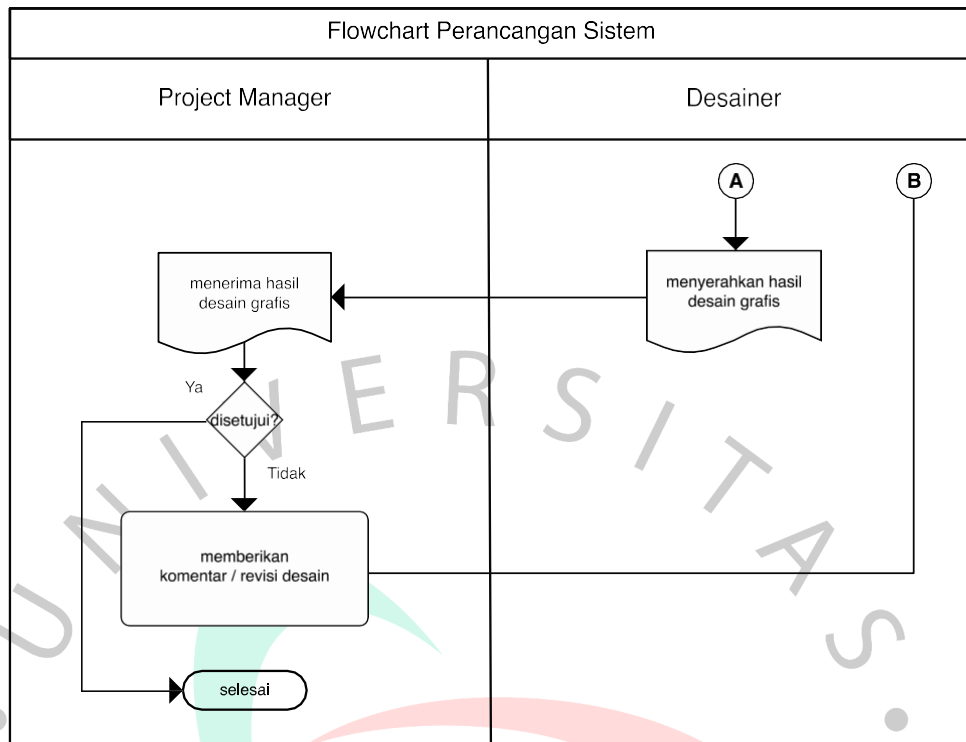 Flowchart Perancangan Sistem
Project Manager
Desainer
A
B
menerima hasil
desain grafis
menyerahkan hasil
desain grafis
Ya
disetujui?
Tidak
memberikan
komentar / revisi desain
selesai
UNIVERSITAS